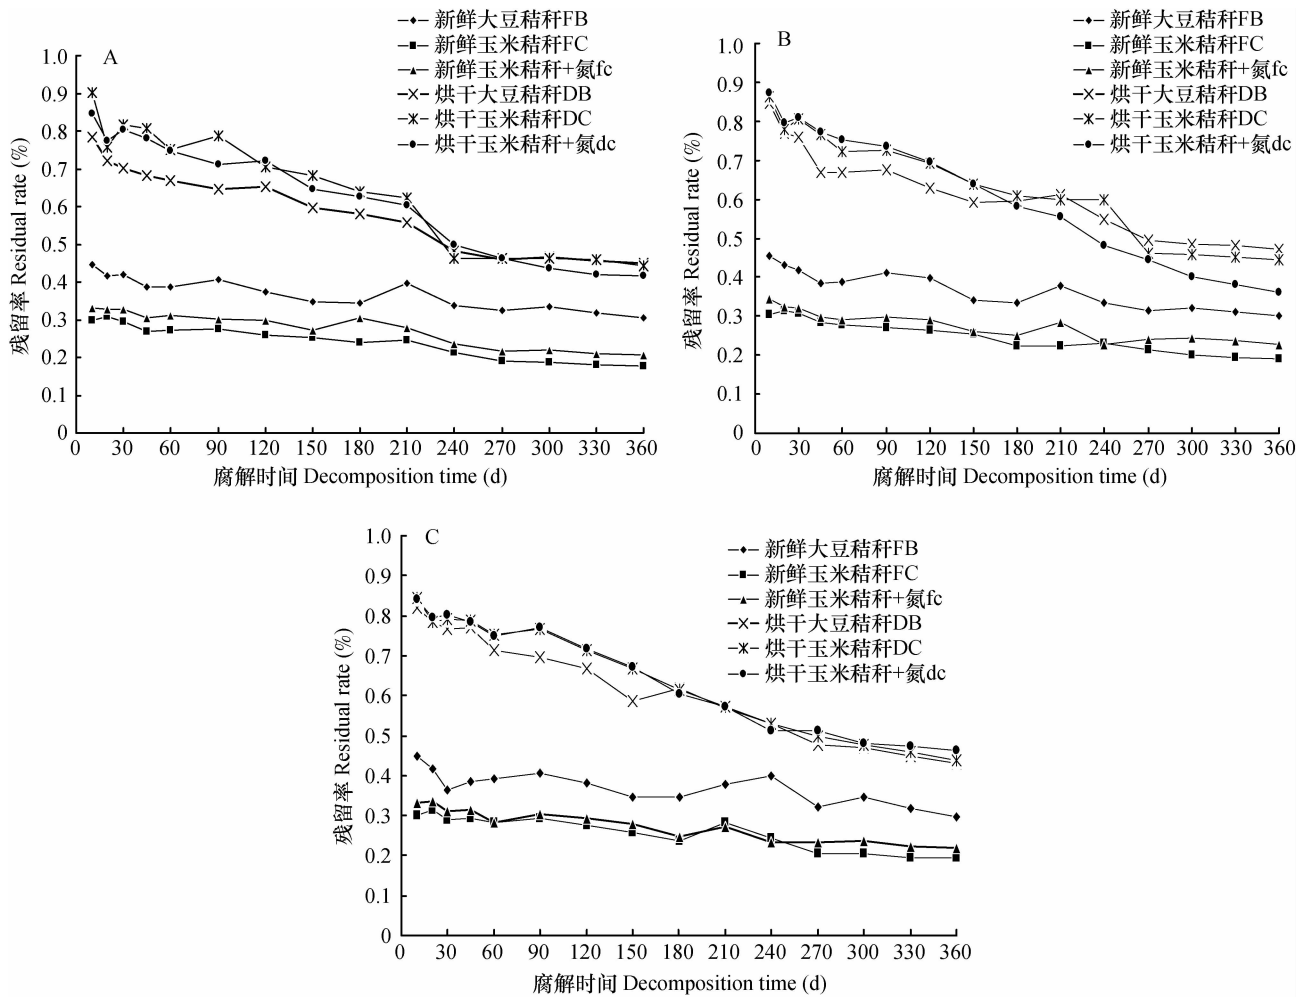 A
新鲜大豆秸秆FB
新鲜玉米秸秆FC
新鲜玉米秸秆+氮fc
烘干大豆秸秆DB
烘干玉米秸秆DC
烘干玉米秸秆+氮dc
残留率 Residual rate (%)
1.0
0.9
0.8
0.7
0.6
0.5
0.4
0.3
0.2
0.1
0
0 30 60 90 120 150 180 210 240 270 300 330 360
腐解时间 Decomposition time (d)
B
新鲜大豆秸秆FB
新鲜玉米秸秆FC
新鲜玉米秸秆+氮fc
烘干大豆秸秆DB
烘干玉米秸秆DC
烘干玉米秸秆+氮dc
残留率 Residual rate (%)
1.0
0.9
0.8
0.7
0.6
0.5
0.4
0.3
0.2
0.1
0
0 30 60 90 120 150 180 210 240 270 300 330 360
腐解时间 Decomposition time (d)
C
新鲜大豆秸秆FB
新鲜玉米秸秆FC
新鲜玉米秸秆+氮fc
烘干大豆秸秆DB
烘干玉米秸秆DC
烘干玉米秸秆+氮dc
残留率 Residual rate (%)
1.0
0.9
0.8
0.7
0.6
0.5
0.4
0.3
0.2
0.1
0
0 30 60 90 120 150 180 210 240 270 300 330 360
腐解时间 Decomposition time (d)